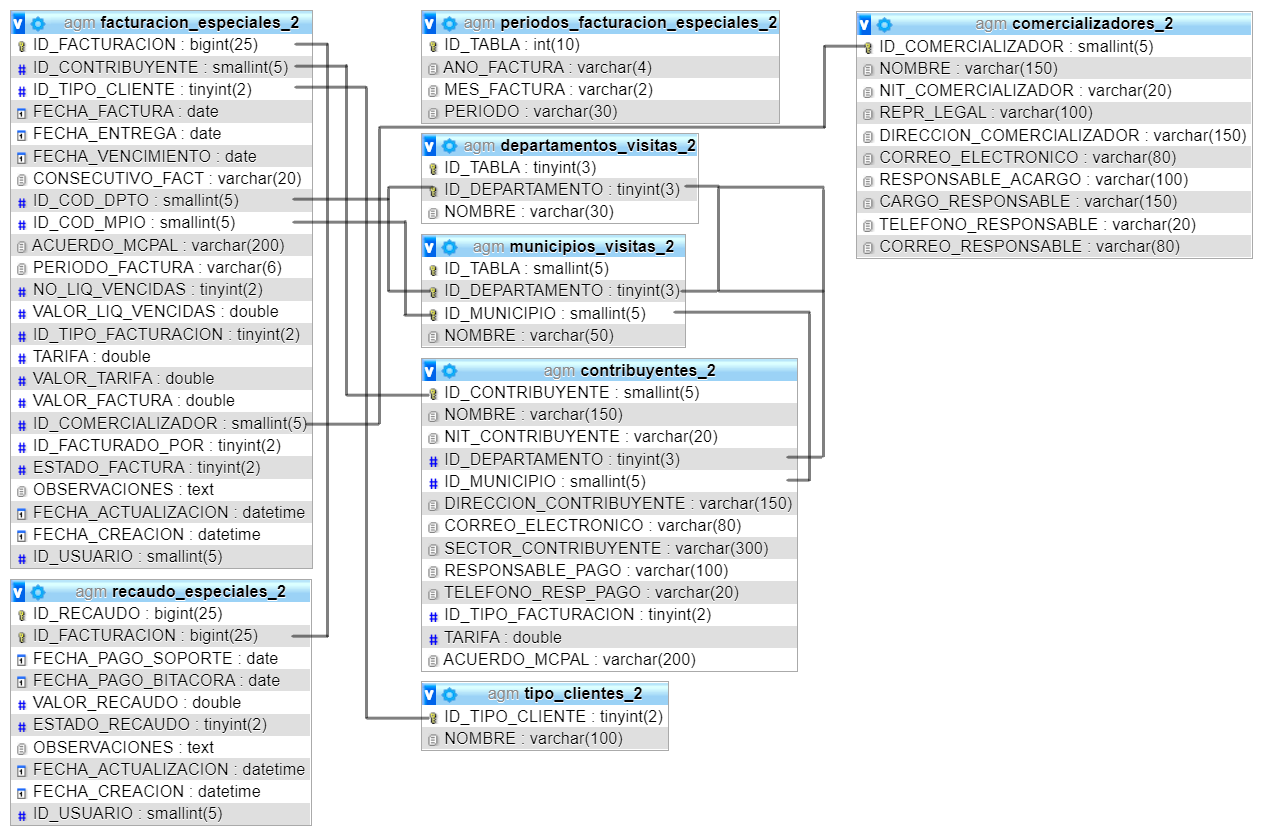 agm facturacion_especiales_2
ID_FACTURACION : bigint(25)
ID_CONTRIBUYENTE : smallint(5)
ID_TIPO_CLIENTE : tinyint(2)
FECHA_FACTURA : date
FECHA_ENTREGA : date
FECHA_VENCIMIENTO : date
CONSECUTIVO_FACT : varchar(20)
ID_COD_DPTO : smallint(5)
ID_COD_MPIO : smallint(5)
ACUERDO_MCPAL : varchar(200)
PERIODO_FACTURA : varchar(6)
NO_LIQ_VENCIDAS : tinyint(2)
VALOR_LIQ_VENCIDAS : double
ID_TIPO_FACTURACION : tinyint(2)
TARIFA : double
VALOR_TARIFA : double
VALOR_FACTURA : double
ID_COMERCIALIZADOR : smallint(5)
ID_FACTURADO_POR : tinyint(2)
ESTADO_FACTURA : tinyint(2)
OBSERVACIONES : text
FECHA_ACTUALIZACION : datetime
FECHA_CREACION : datetime
ID_USUARIO : smallint(5)
agm recaudo_especiales_2
ID_RECAUDO : bigint(25)
ID_FACTURACION : bigint(25)
FECHA_PAGO_SOPORTE : date
FECHA_PAGO_BITACORA : date
VALOR_RECAUDO : double
ESTADO_RECAUDO : tinyint(2)
OBSERVACIONES : text
FECHA_ACTUALIZACION : datetime
FECHA_CREACION : datetime
ID_USUARIO : smallint(5)
agm periodos_facturacion_especiales_2
ID_TABLA : int(10)
ANO_FACTURA : varchar(4)
MES_FACTURA : varchar(2)
PERIODO : varchar(30)
agm departamentos_visitas_2
ID_TABLA : tinyint(3)
ID_DEPARTAMENTO : tinyint(3)
NOMBRE : varchar(30)
agm municipios_visitas_2
ID_TABLA : smallint(5)
ID_DEPARTAMENTO : tinyint(3)
ID_MUNICIPIO : smallint(5)
NOMBRE : varchar(50)
agm contribuyentes_2
ID_CONTRIBUYENTE : smallint(5)
NOMBRE : varchar(150)
NIT_CONTRIBUYENTE : varchar(20)
ID_DEPARTAMENTO : tinyint(3)
ID_MUNICIPIO : smallint(5)
DIRECCION_CONTRIBUYENTE : varchar(150)
CORREO_ELECTRONICO : varchar(80)
SECTOR_CONTRIBUYENTE : varchar(300)
RESPONSABLE_PAGO : varchar(100)
TELEFONO_RESP_PAGO : varchar(20)
ID_TIPO_FACTURACION : tinyint(2)
TARIFA : double
ACUERDO_MCPAL : varchar(200)
agm tipo_clientes_2
ID_TIPO_CLIENTE : tinyint(2)
NOMBRE : varchar(100)
agm comercializadores_2
ID_COMERCIALIZADOR : smallint(5)
NOMBRE : varchar(150)
NIT_COMERCIALIZADOR : varchar(20)
REPR_LEGAL : varchar(100)
DIRECCION_COMERCIALIZADOR : varchar(150)
CORREO_ELECTRONICO : varchar(80)
RESPONSABLE_ACARGO : varchar(100)
CARGO_RESPONSABLE : varchar(150)
TELEFONO_RESPONSABLE : varchar(20)
CORREO_RESPONSABLE : varchar(80)